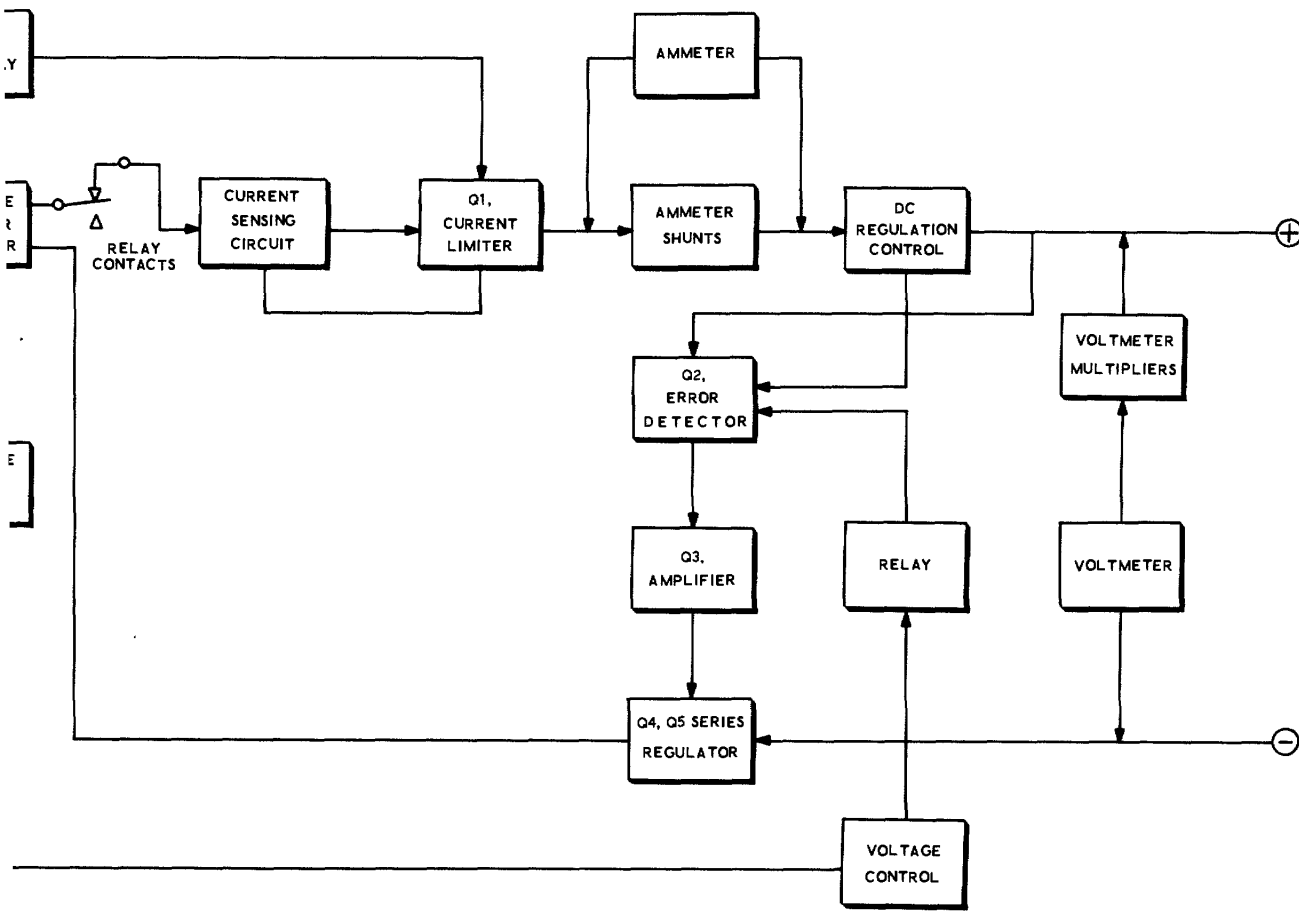 AMMETER
CURRENT
SENSING
CIRCUIT
Q1,
CURRENT
LIMITER
AMMETER
SHUNTS
DC
REGULATION
CONTROL
+
RELAY
CONTACTS
VOLTMETER
MULTIPLIERS
Q2,
ERROR
DETECTOR
Q3,
AMPLIFIER
RELAY
VOLTMETER
Q4, Q5 SERIES
REGULATOR
-
VOLTAGE
CONTROL